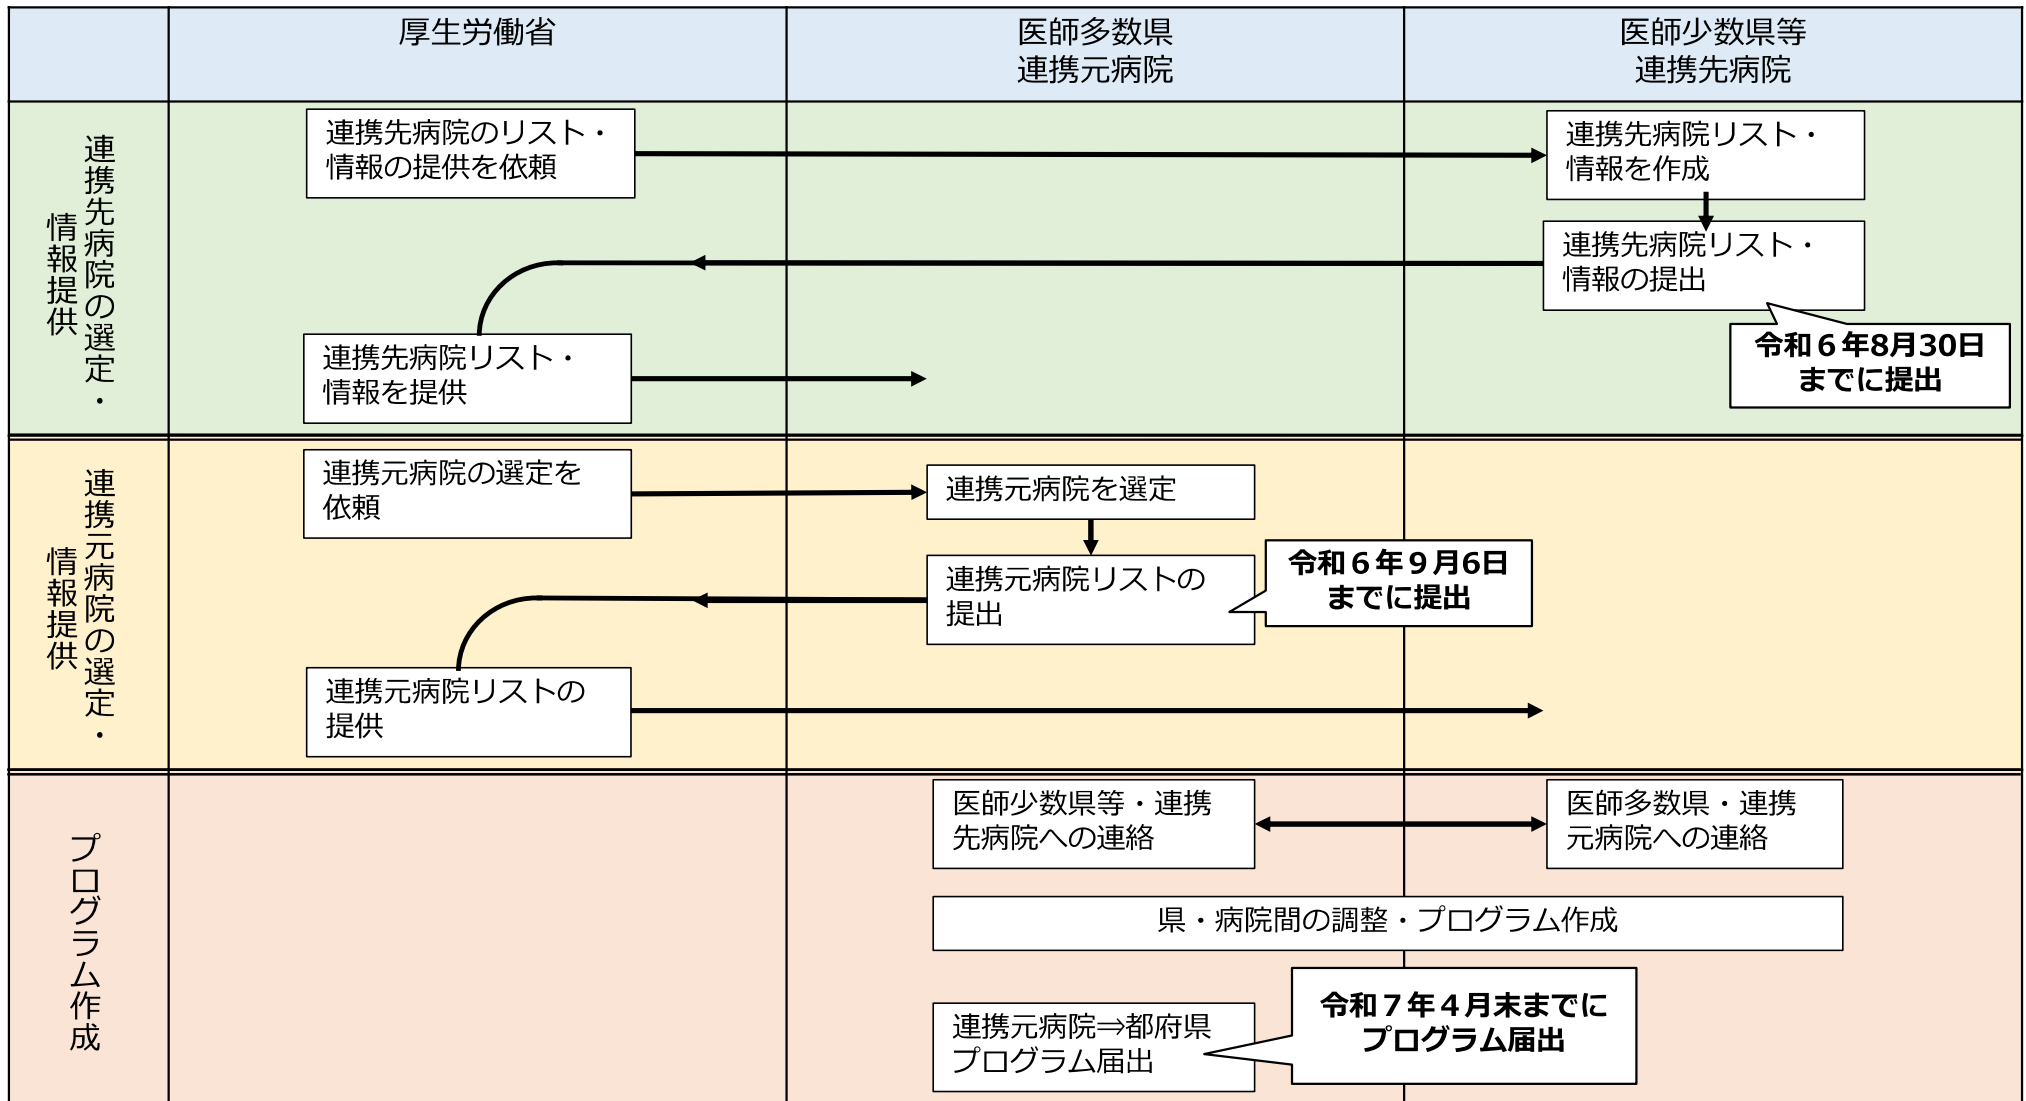 厚生労働省
医師多数県
連携元病院
医師少数県等
連携先病院
連携先病院の選定・
情報提供
連携先病院のリスト・
情報の提供を依頼
連携先病院リスト・
情報を作成
連携先病院リスト・
情報の提出
令和６年8月30日
までに提出
連携先病院リスト・
情報を提供
連携元病院の選定・
情報提供
連携元病院の選定を
依頼
連携元病院を選定
連携元病院リストの
提出
令和６年９月6日
までに提出
連携元病院リストの
提供
プログラム作成
医師少数県等・連携
先病院への連絡
医師多数県・連携
元病院への連絡
県・病院間の調整・プログラム作成
連携元病院⇒都府県
プログラム届出
令和７年４月末までに
プログラム届出